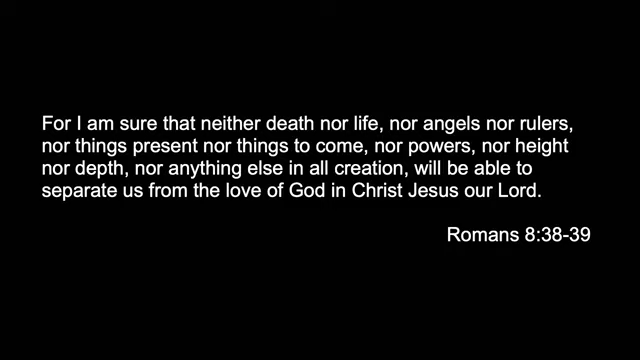 For I am sure that neither death nor life, nor angels nor rulers,
nor things present nor things to come, nor powers, nor height
nor depth, nor anything else in all creation, will be able to
separate us from the love of God in Christ Jesus our Lord.
Romans 8:38-39